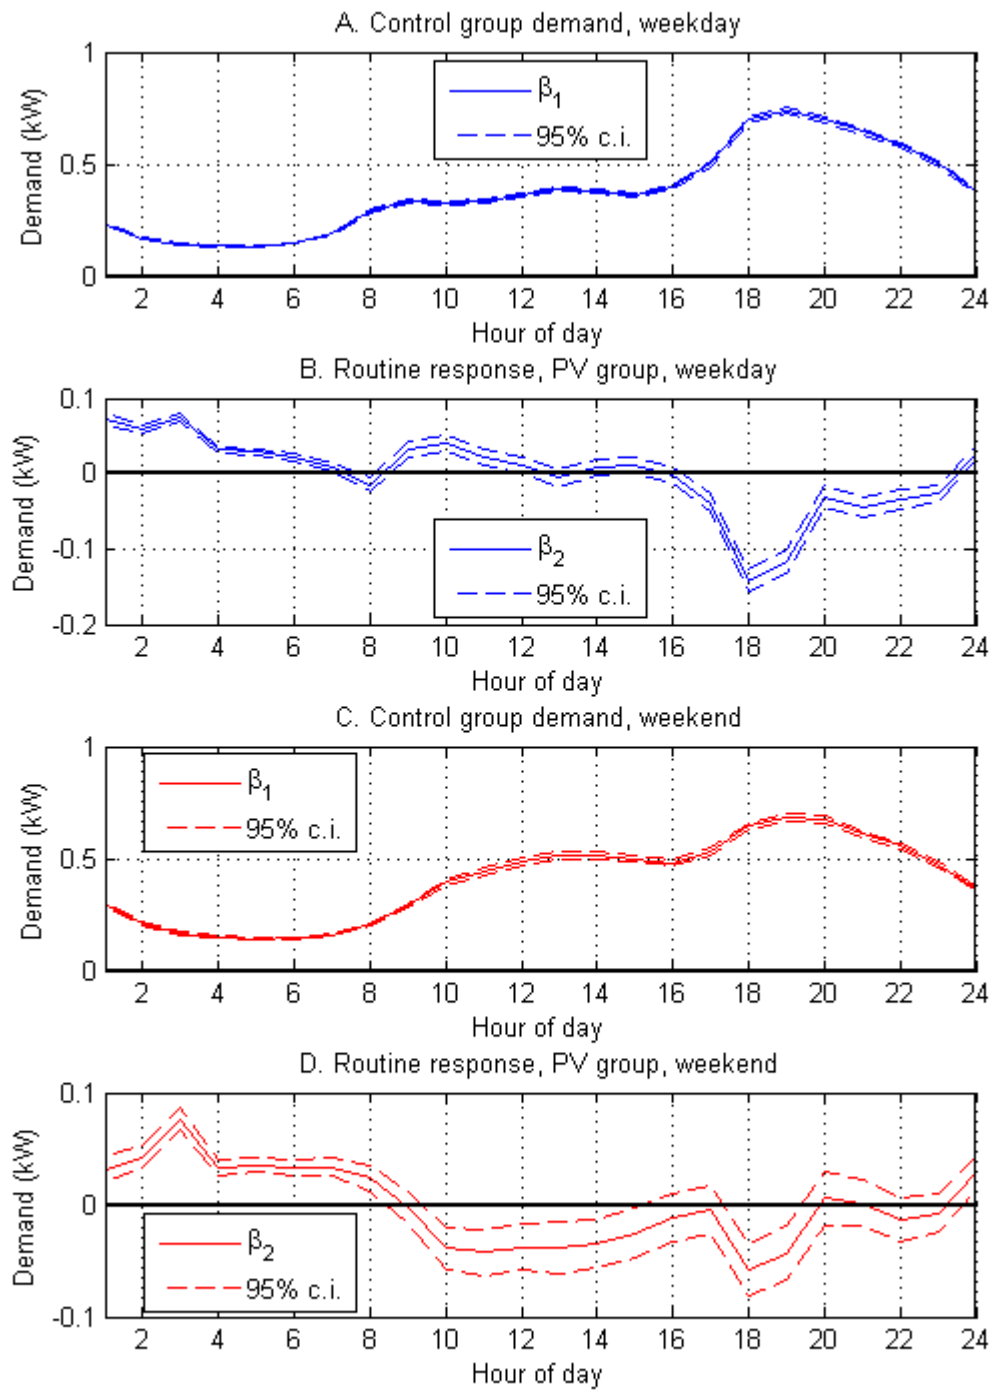 A. Control group demand, weekday
1
0.5
0
Demand (kW)
β1
95% c.i.
2 4 6 8 10 12 14 16 18 20 22 24
Hour of day
B. Routine response, PV group, weekday
0.1
0
-0.1
-0.2
Demand (kW)
β2
95% c.i.
2 4 6 8 10 12 14 16 18 20 22 24
Hour of day
C. Control group demand, weekend
1
0.5
0
Demand (kW)
β1
95% c.i.
2 4 6 8 10 12 14 16 18 20 22 24
Hour of day
D. Routine response, PV group, weekend
0.1
0
-0.1
Demand (kW)
β2
95% c.i.
2 4 6 8 10 12 14 16 18 20 22 24
Hour of day